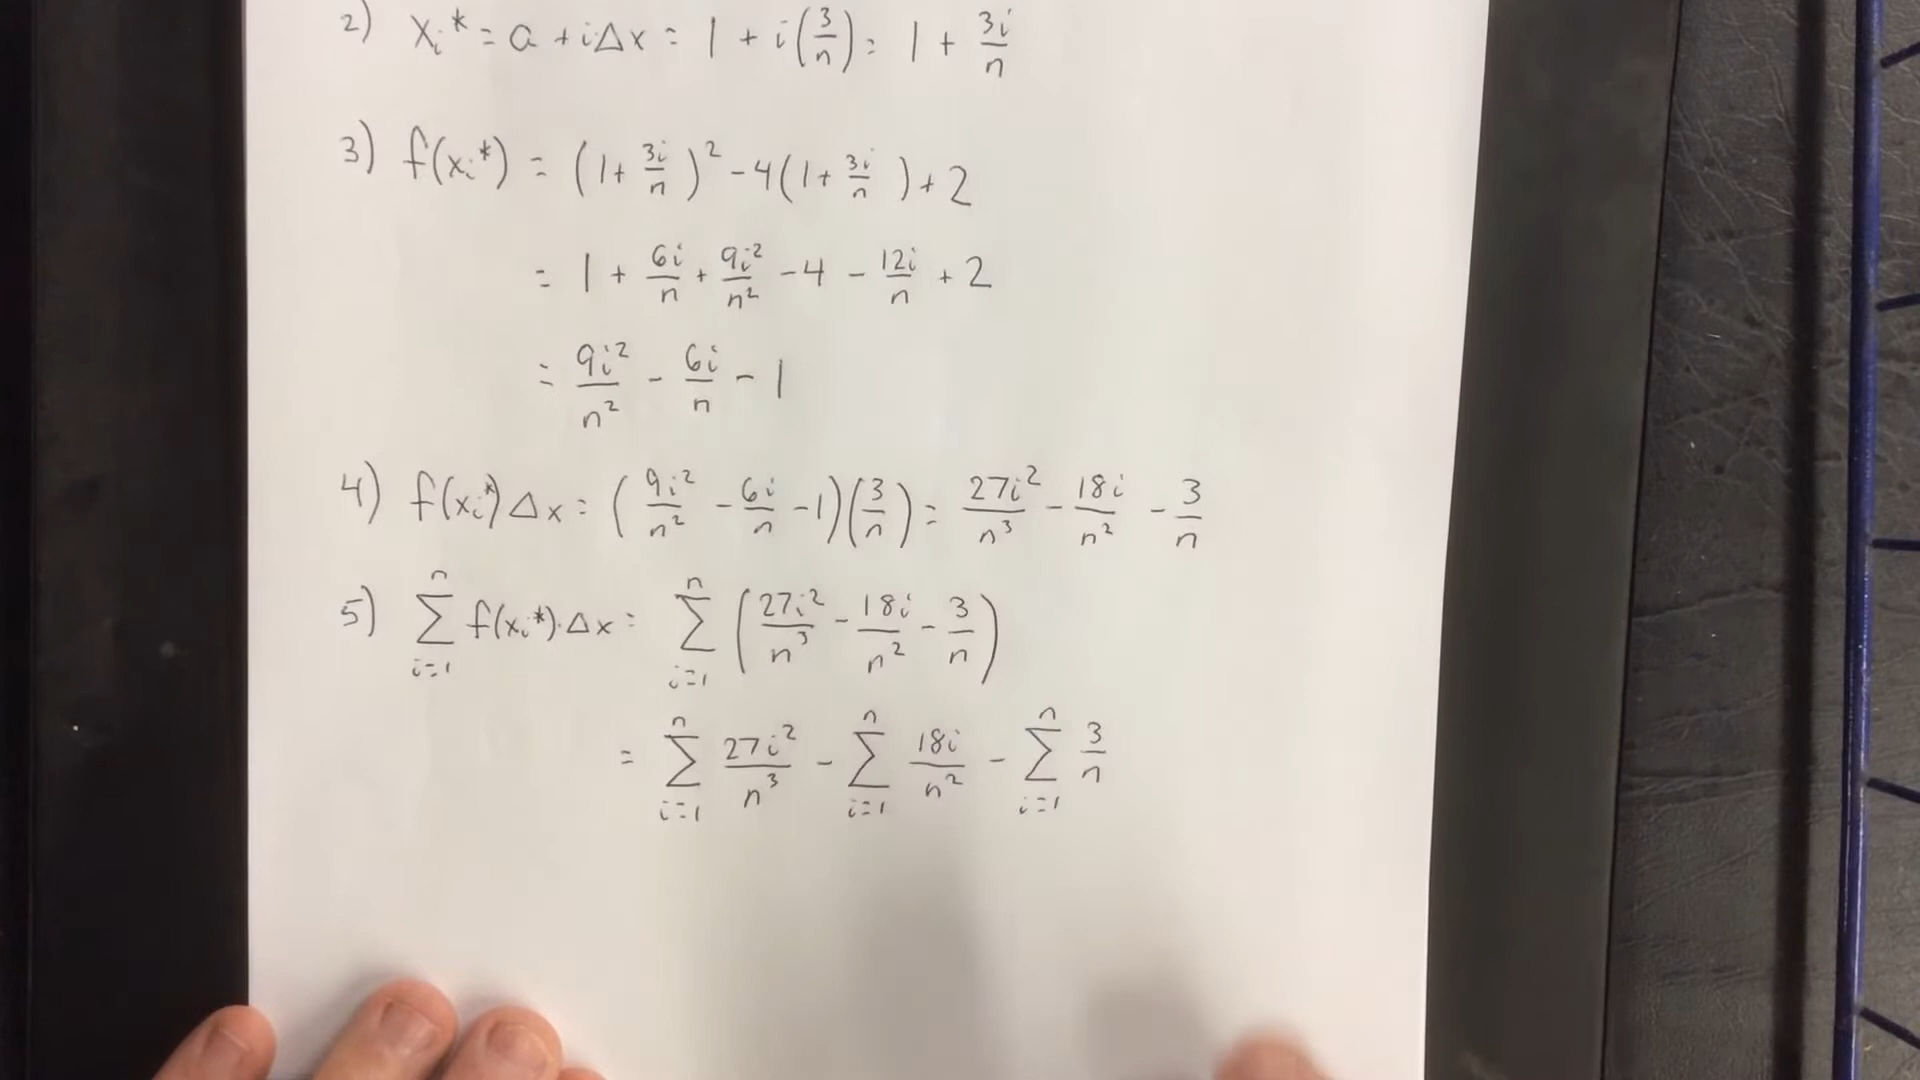 2) xᵢ* = a + iΔx = 1 + i(3/n) = 1 + 3i/n
3) f(xᵢ*) = (1 + 3i/n)² - 4(1 + 3i/n) + 2
= 1 + 6i/n + 9i²/n² - 4 - 12i/n + 2
= 9i²/n² - 6i/n - 1
4) f(xᵢ*)Δx = (9i²/n² - 6i/n - 1)(3/n) = 27i²/n³ - 18i/n² - 3/n
5) ∑ᵢ₌₁ⁿ f(xᵢ*)·Δx = ∑ᵢ₌₁ⁿ (27i²/n³ - 18i/n² - 3/n)
= ∑ᵢ₌₁ⁿ 27i²/n³ - ∑ᵢ₌₁ⁿ 18i/n² - ∑ᵢ₌₁ⁿ 3/n